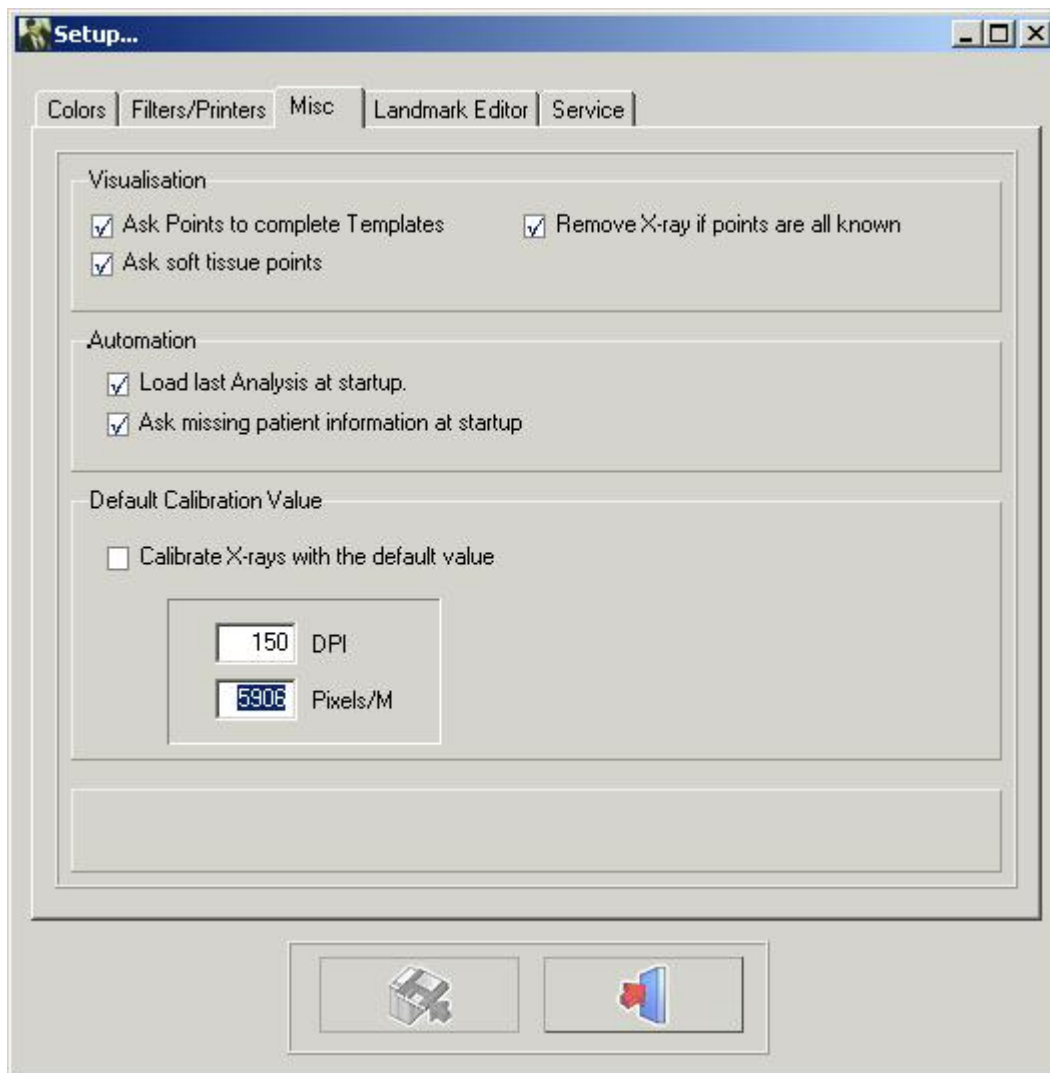 Setup...
Colors Filters/Printers Misc Landmark Editor Service
Visualisation
Ask Points to complete Templates Remove X-ray if points are all known
Ask soft tissue points
Automation
Load last Analysis at startup.
Ask missing patient information at startup
Default Calibration Value
Calibrate X-rays with the default value
150 DPI
5906 Pixels/M